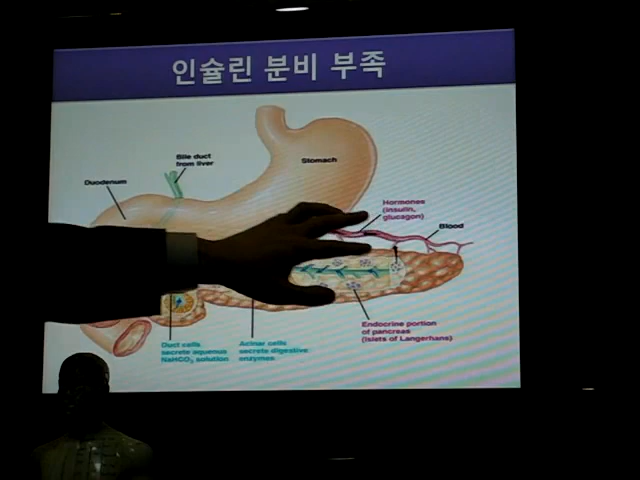 인슐린 분비 부족
Bile duct
from liver
Stomach
Duodenum
Hormones
(insulin,
glucagon)
Blood
Duct cells
secrete aqueous
NaHCO₃ solution
Acinar cells
secrete digestive
enzymes
Endocrine portion
of pancreas
(Islets of Langerhans)